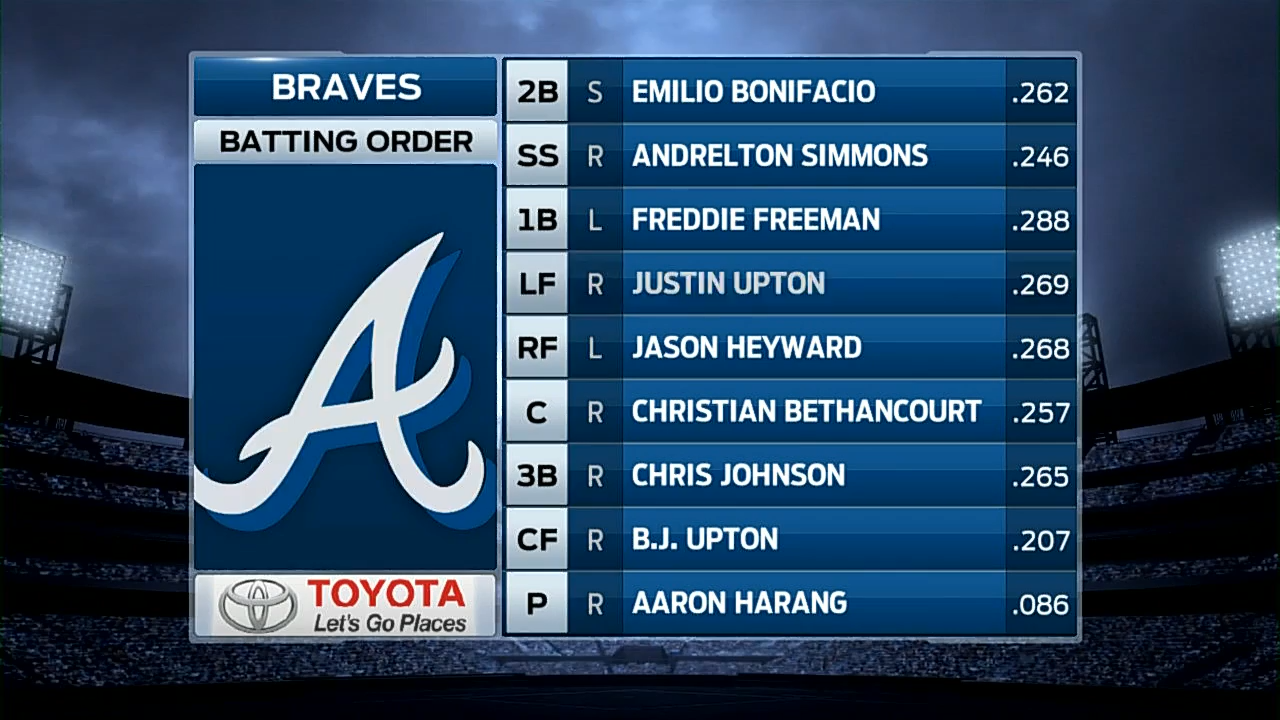 BRAVES
BATTING ORDER
2B S EMILIO BONIFACIO .262
SS R ANDRELTON SIMMONS .246
1B L FREDDIE FREEMAN .288
LF R JUSTIN UPTON .269
RF L JASON HEYWARD .268
C R CHRISTIAN BETHANCOURT .257
3B R CHRIS JOHNSON .265
CF R B.J. UPTON .207
P R AARON HARANG .086
TOYOTA
Let's Go Places